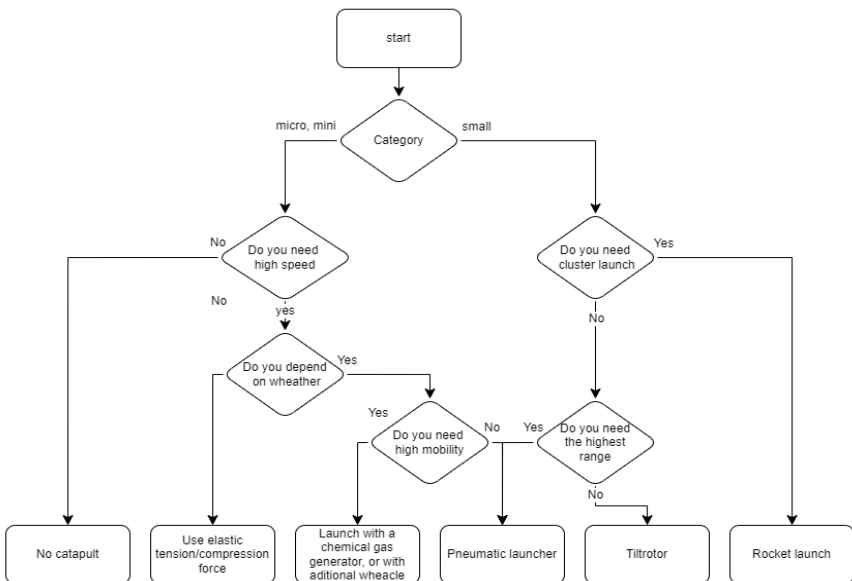 start
micro, mini
Category
small
No
Do you need
high speed
Do you need
cluster launch
Yes
No
yes
No
Do you depend
on wheather
Yes
Yes
Do you need
high mobility
No
Yes
Do you need
the highest
range
No
No catapult
Use elastic
tension/compression
force
Launch with a
chemical gas
generator, or with
aditional wheacle
Pneumatic launcher
Tiltrotor
Rocket launch